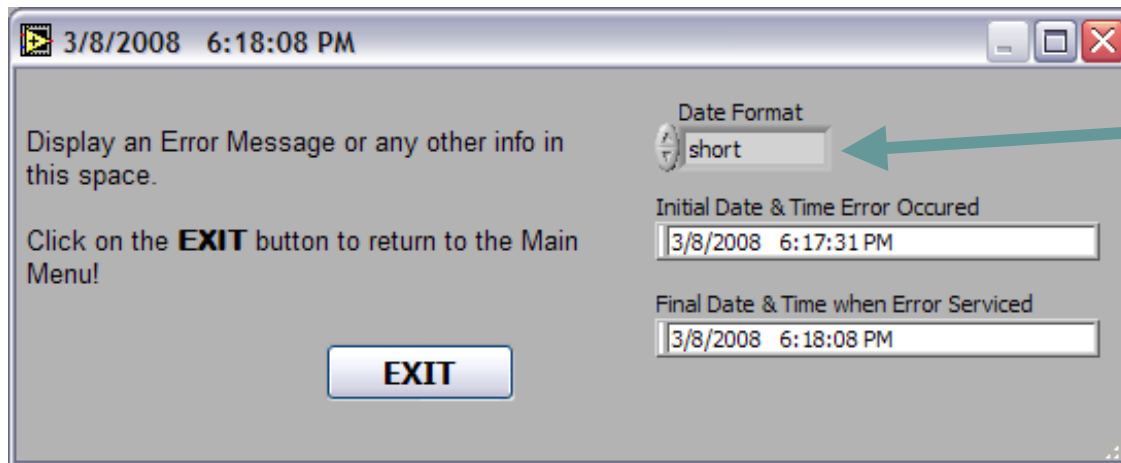 3/8/2008 6:18:08 PM
Display an Error Message or any other info in
this space.
Click on the EXIT button to return to the Main
Menu!
EXIT
Date Format
short
Initial Date & Time Error Occured
3/8/2008 6:17:31 PM
Final Date & Time when Error Serviced
3/8/2008 6:18:08 PM